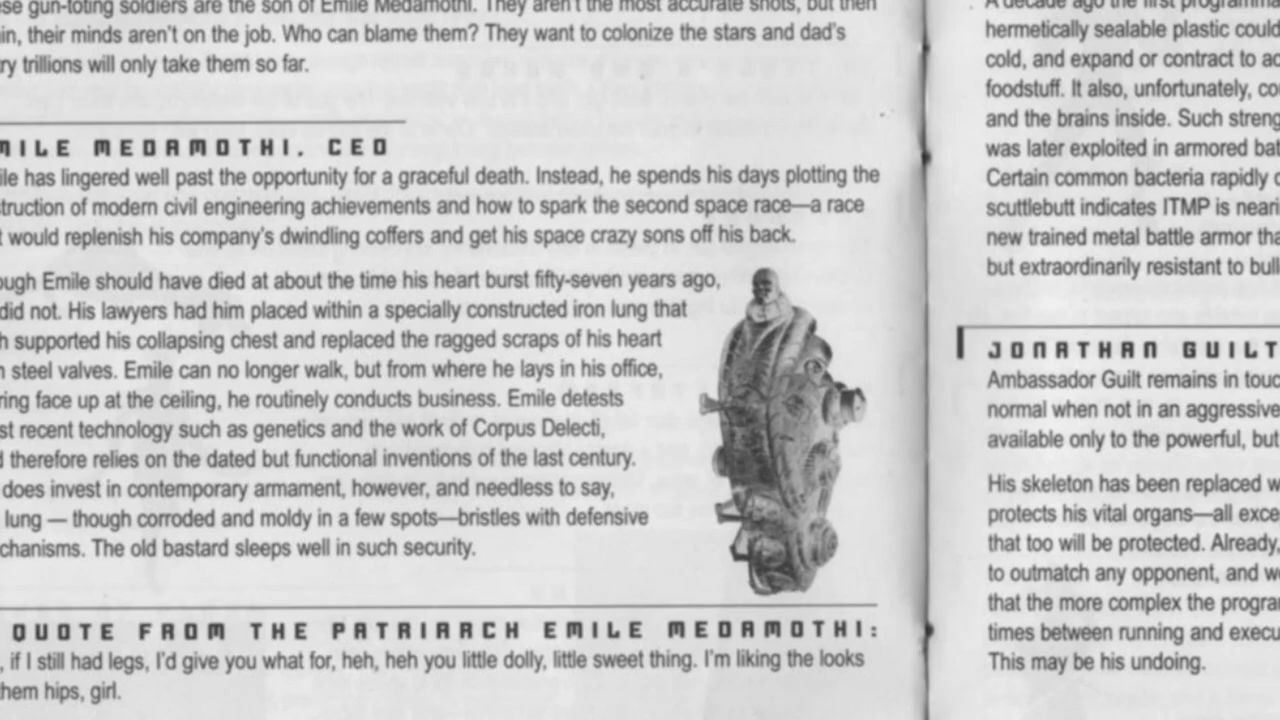 se gun-toting soldiers are the son of Emile Medamothi. They aren't the most accurate shots, but then
in, their minds aren't on the job. Who can blame them? They want to colonize the stars and dad's
ry trillions will only take them so far.
MILE MEDAMOTHI, CEO
ile has lingered well past the opportunity for a graceful death. Instead, he spends his days plotting the
truction of modern civil engineering achievements and how to spark the second space race—a race
t would replenish his company's dwindling coffers and get his space crazy sons off his back.
ough Emile should have died at about the time his heart burst fifty-seven years ago,
did not. His lawyers had him placed within a specially constructed iron lung that
h supported his collapsing chest and replaced the ragged scraps of his heart
n steel valves. Emile can no longer walk, but from where he lays in his office,
ring face up at the ceiling, he routinely conducts business. Emile detests
st recent technology such as genetics and the work of Corpus Delecti,
d therefore relies on the dated but functional inventions of the last century.
does invest in contemporary armament, however, and needless to say,
lung — though corroded and moldy in a few spots—bristles with defensive
chanisms. The old bastard sleeps well in such security.
QUOTE FROM THE PATRIARCH EMILE MEDAMOTHI:
, if I still had legs, I'd give you what for, heh, heh you little dolly, little sweet thing. I'm liking the looks
them hips, girl.
A decade ago the first programma
hermetically sealable plastic could
cold, and expand or contract to ac
foodstuff. It also, unfortunately, co
and the brains inside. Such streng
was later exploited in armored bat
Certain common bacteria rapidly c
scuttlebutt indicates ITMP is neari
new trained metal battle armor tha
but extraordinarily resistant to bull
JONATHAN GUILT
Ambassador Guilt remains in touc
normal when not in an aggressive
available only to the powerful, but
His skeleton has been replaced w
protects his vital organs—all exce
that too will be protected. Already,
to outmatch any opponent, and we
that the more complex the progra
times between running and execu
This may be his undoing.